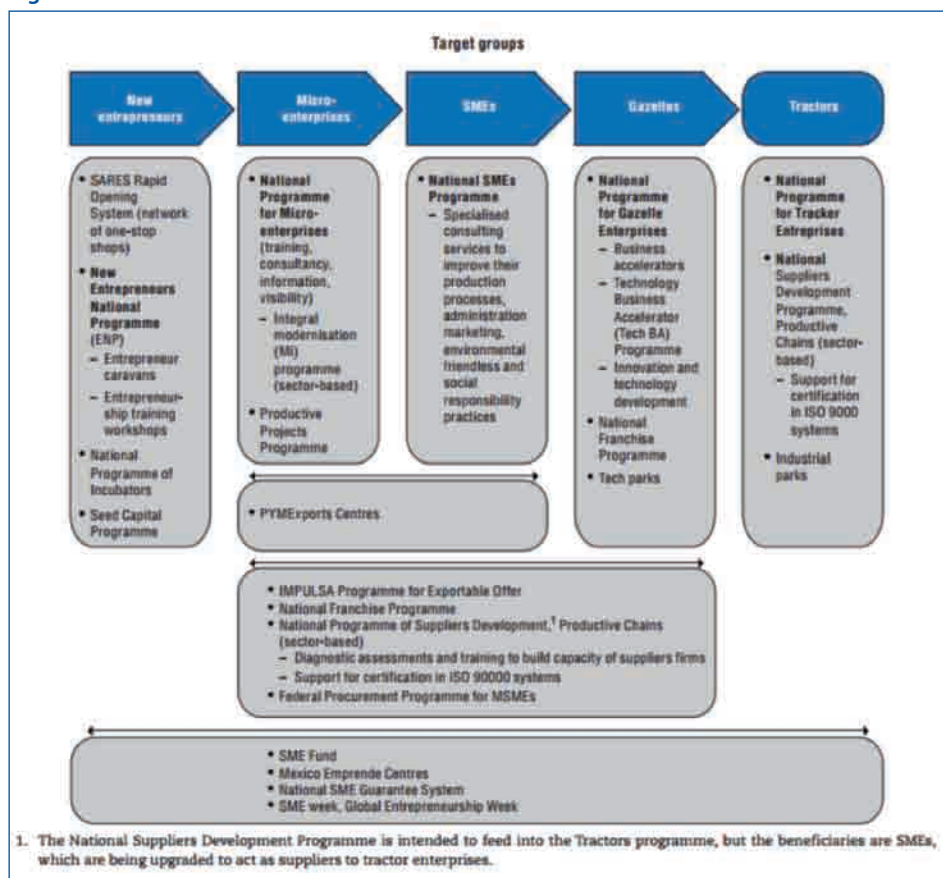 Target groups
New
entrepreneurs
Micro-
enterprises
SMEs
Gazelles
Tractors
• SARES Rapid
Opening
System (network
of one-stop
shops)
• New
Entrepreneurs
National
Programme
(ENP)
– Entrepreneur
caravans
– Entrepreneur-
ship training
workshops
• National
Programme of
Incubators
• Seed Capital
Programme
• National
Programme
for Micro-
enterprises
(training,
consultancy,
information,
visibility)
– Integral
modernisation
(Mi)
programme
(sector-based)
• Productive
Projects
Programme
• National SMEs
Programme
– Specialised
consulting
services to
improve their
production
processes,
administration
marketing,
environmental
friendless and
social
responsibility
practices
• National
Programme
for Gazelle
Enterprises
– Business
accelerators
– Technology
Business
Accelerator
(Tech BA)
Programme
– Innovation and
technology
development
• National
Franchise
Programme
• Tech parks
• National
Programme
for Tracker
Entreprises
• National
Suppliers
Development
Programme,
Productive
Chains (sector-
based)
– Support for
certification
in ISO 9000
systems
• Industrial
parks
• PYMExports Centres
• IMPULSA Programme for Exportable Offer
• National Franchise Programme
• National Programme of Suppliers Development,1 Productive Chains
(sector-based)
– Diagnostic assessments and training to build capacity of suppliers firms
– Support for certification in ISO 90000 systems
• Federal Procurement Programme for MSMEs
• SME Fund
• Mexico Emprende Centres
• National SME Guarantee System
• SME week, Global Entrepreneurship Week
1. The National Suppliers Development Programme is intended to feed into the Tractors programme, but the beneficiaries are SMEs,
which are being upgraded to act as suppliers to tractor enterprises.